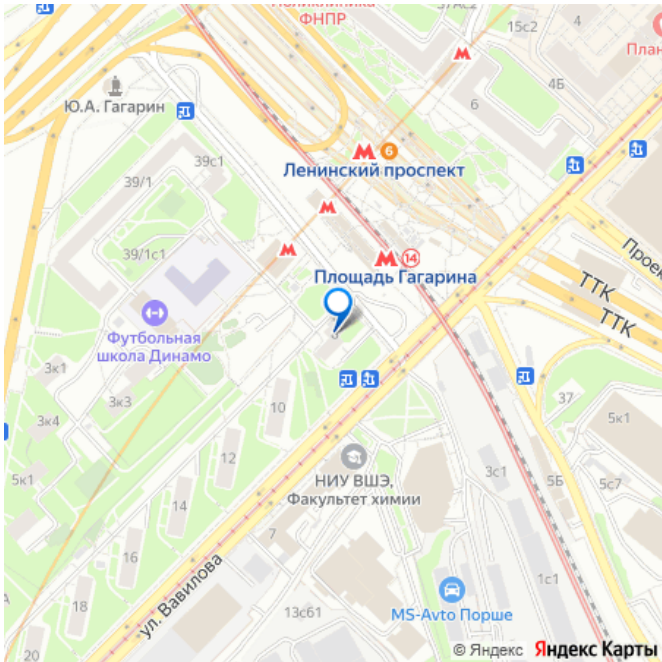 Поликлиника
ФНПР
37Ас2
15с2
План
4Б
6
Ю.А. Гагарин
39с1
39/1
6
Ленинский проспект
39/1с1
14
Площадь Гагарина
Проек
ТТК
ТТК
Футбольная
школа Динамо
3к1
3к3
3к4
10
37
5к1
5к1
12
НИУ ВШЭ,
Факультет химии
3с1
5Б
5с7
14
7
16
ул. Вавилова
1с1
18
13с61
MS-Avto Порше
20
© Яндекс Яндекс Карты